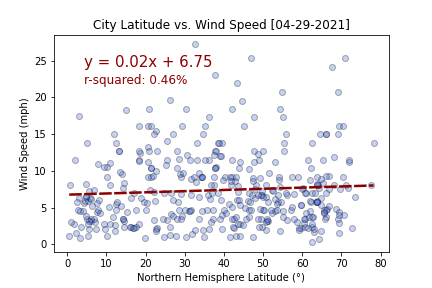 City Latitude vs. Wind Speed [04-29-2021]
y = 0.02x + 6.75
r-squared: 0.46%
Wind Speed (mph)
25
20
15
10
5
0
0 10 20 30 40 50 60 70 80
Northern Hemisphere Latitude (°)